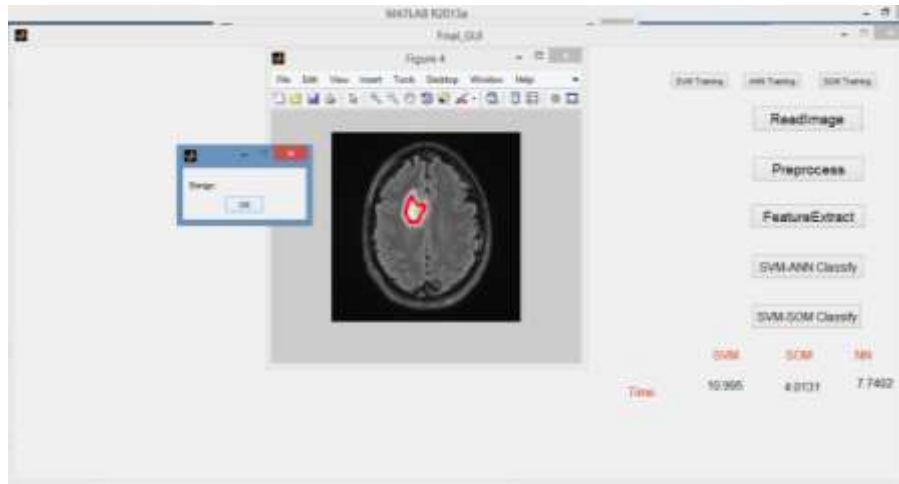 MATLAB R2013a
Final_GUI
Figure 4
File Edit View Insert Tools Desktop Window Help
SVM Training ANN Training SOM Training
ReadImage
Preprocess
Benign
OK
FeatureExtract
SVM-ANN Classify
SVM-SOM Classify
SVM SOM NN
Time 10.995 4.0131 7.7402